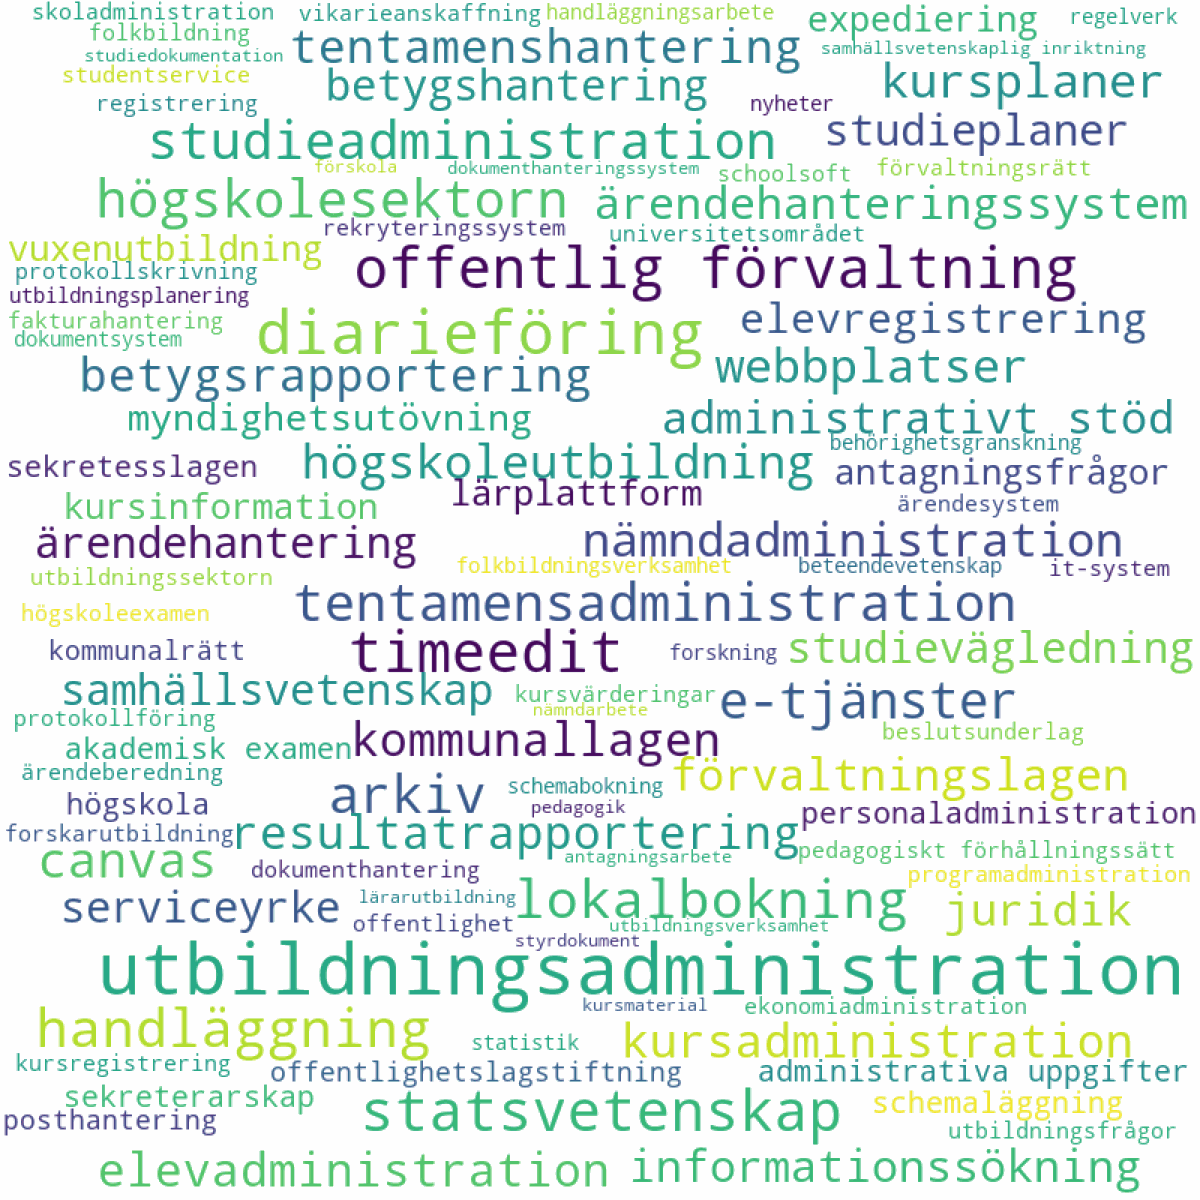 skoladministration vikarieanskaffning handläggningsarbete expediering regelverk
folkbildning tentamenshantering samhällsvetenskaplig inriktning
studiedokumentation
studentservice betygshantering kursplaner
registrering nyheter
studieadministration studieplaner
förskola dokumenthanteringssystem schoolsoft förvaltningsrätt
högskolesektorn ärendehanteringssystem
rekryteringssystem universitetsområdet
vuxenutbildning offentlig förvaltning
protokollskrivning
utbildningsplanering
fakturahantering diarieföring elevregistrering
dokumentsystem
betygsrapportering webbplatser
myndighetsutövning administrativt stöd
behörighetsgranskning
sekretesslagen högskoleutbildning antagningsfrågor
kursinformation lärplattform ärendesystem
ärendehantering nämndadministration
utbildningssektorn folkbildningsverksamhet beteendevetenskap it-system
högskoleexamen tentamensadministration
kommunalrätt timeedit forskning studievägledning
samhällsvetenskap kursvärderingar e-tjänster
protokollföring nämndarbete
akademisk examen kommunallagen beslutsunderlag
ärendeberedning förvaltningslagen
högskola arkiv schemabokning
pedagogik personaladministration
forskarutbildning resultatrapportering
canvas antagningsarbete pedagogiskt förhållningssätt
dokumenthantering programadministration
serviceyrke lärarutbildning lokalbokning juridik
offentlighet utbildningsverksamhet
styrdokument
utbildningsadministration
kursmaterial ekonomiadministration
handläggning statistik kursadministration
kursregistrering offentlighetslagstiftning administrativa uppgifter
sekreterarskap statsvetenskap schemaläggning
posthantering utbildningsfrågor
elevadministration informationssökning